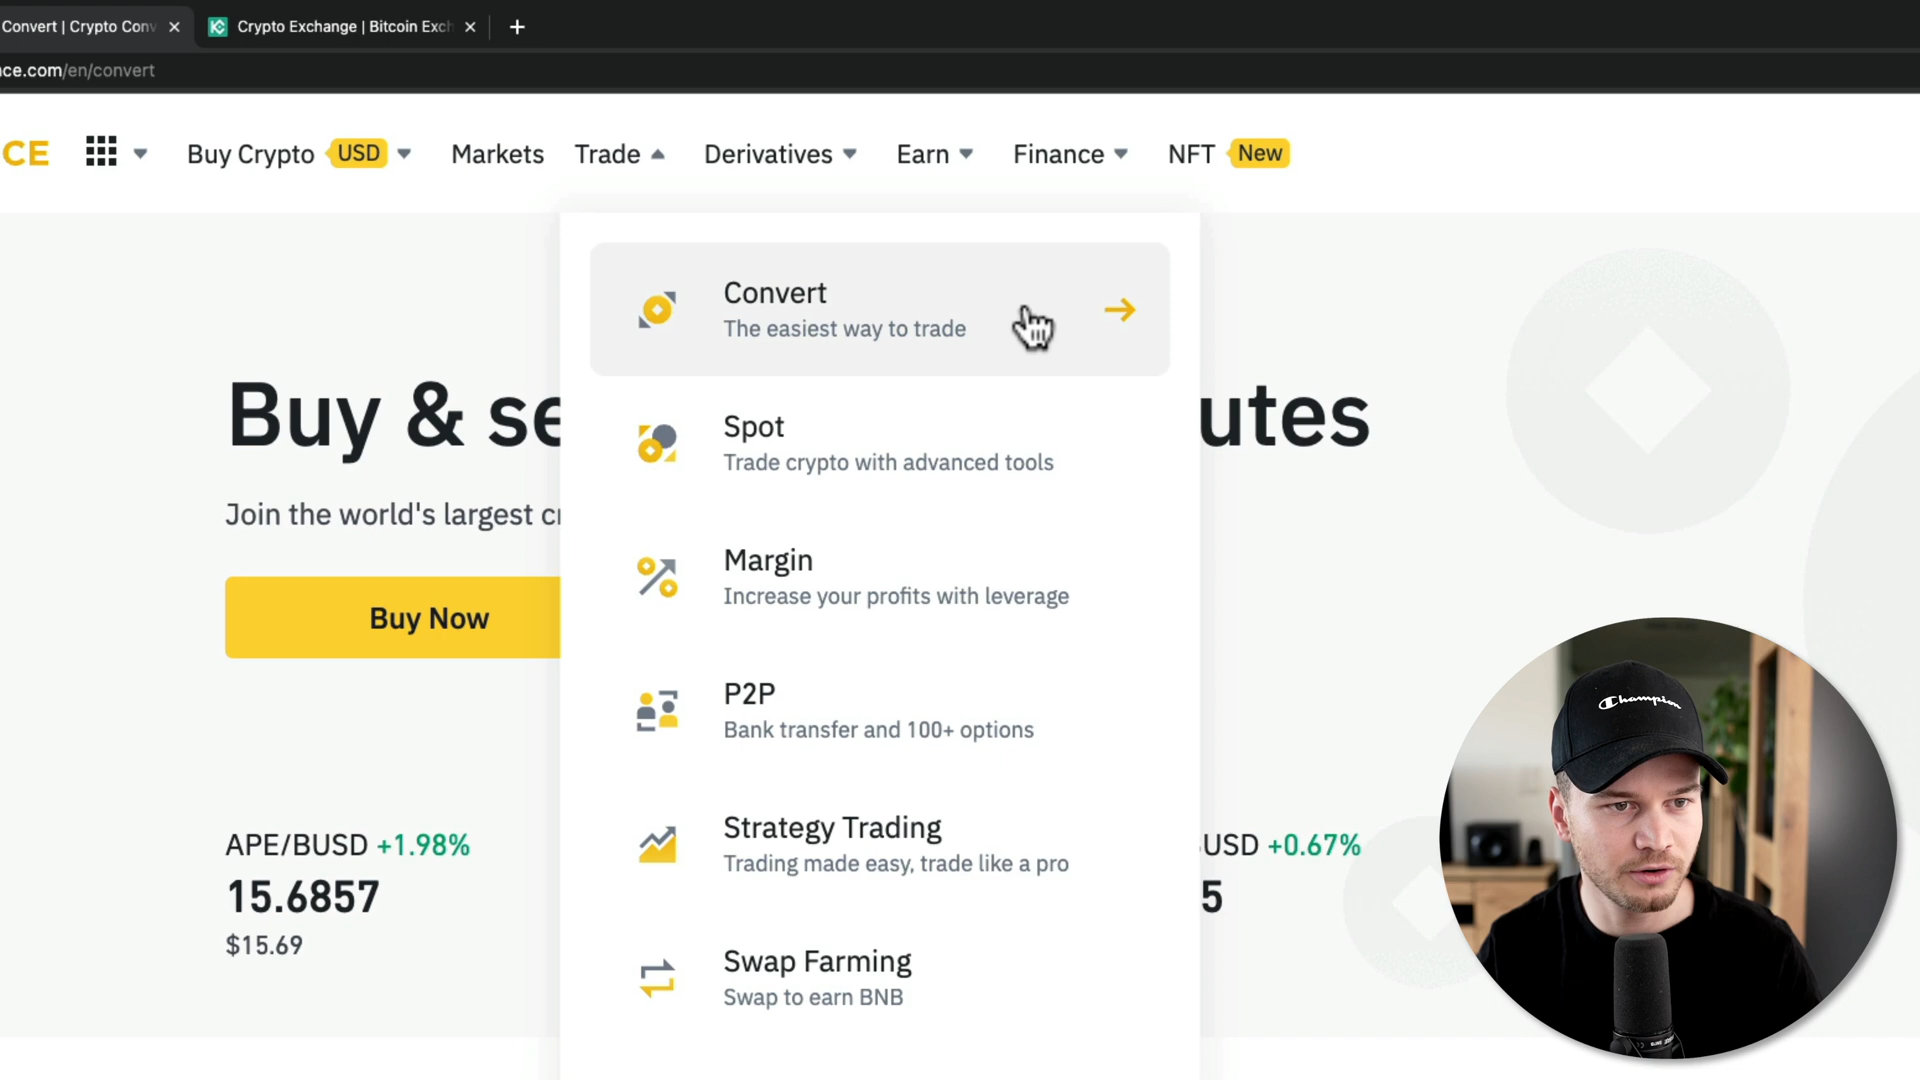 Convert | Crypto Conv
Crypto Exchange | Bitcoin Exch
ce.com/en/convert
CE
Buy Crypto USD Markets Trade Derivatives Earn Finance NFT New
Convert
The easiest way to trade
Spot
Trade crypto with advanced tools
Margin
Increase your profits with leverage
P2P
Bank transfer and 100+ options
Strategy Trading
Trading made easy, trade like a pro
Swap Farming
Swap to earn BNB
Buy & se
utes
Join the world's largest cr
Buy Now
APE/BUSD +1.98%
15.6857
$15.69
USD +0.67%
5
Champion